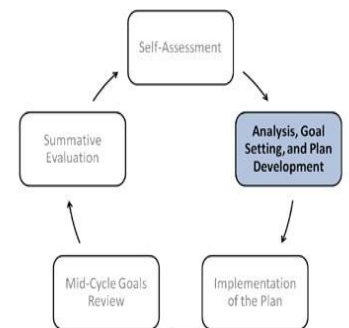 Self-Assessment
Analysis, Goal
Setting, and Plan
Development
Implementation
of the Plan
Mid-Cycle Goals
Review
Summative
Evaluation